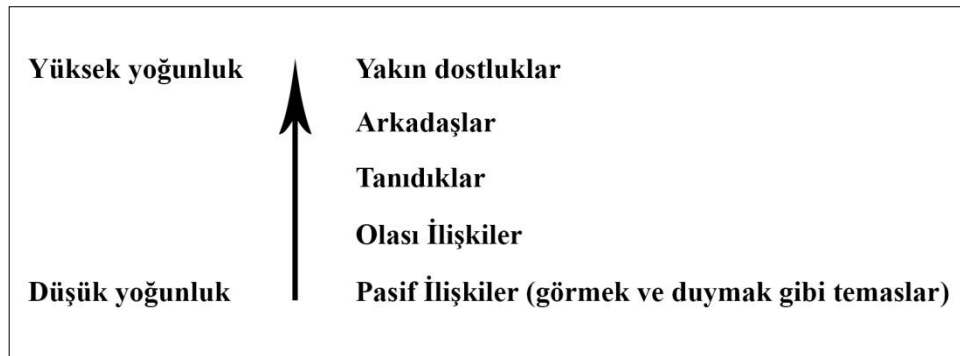 Yüksek yoğunluk Yakın dostluklar
Arkadaşlar
Tanıdıklar
Olası İlişkiler
Düşük yoğunluk Pasif İlişkiler (görmek ve duymak gibi temaslar)